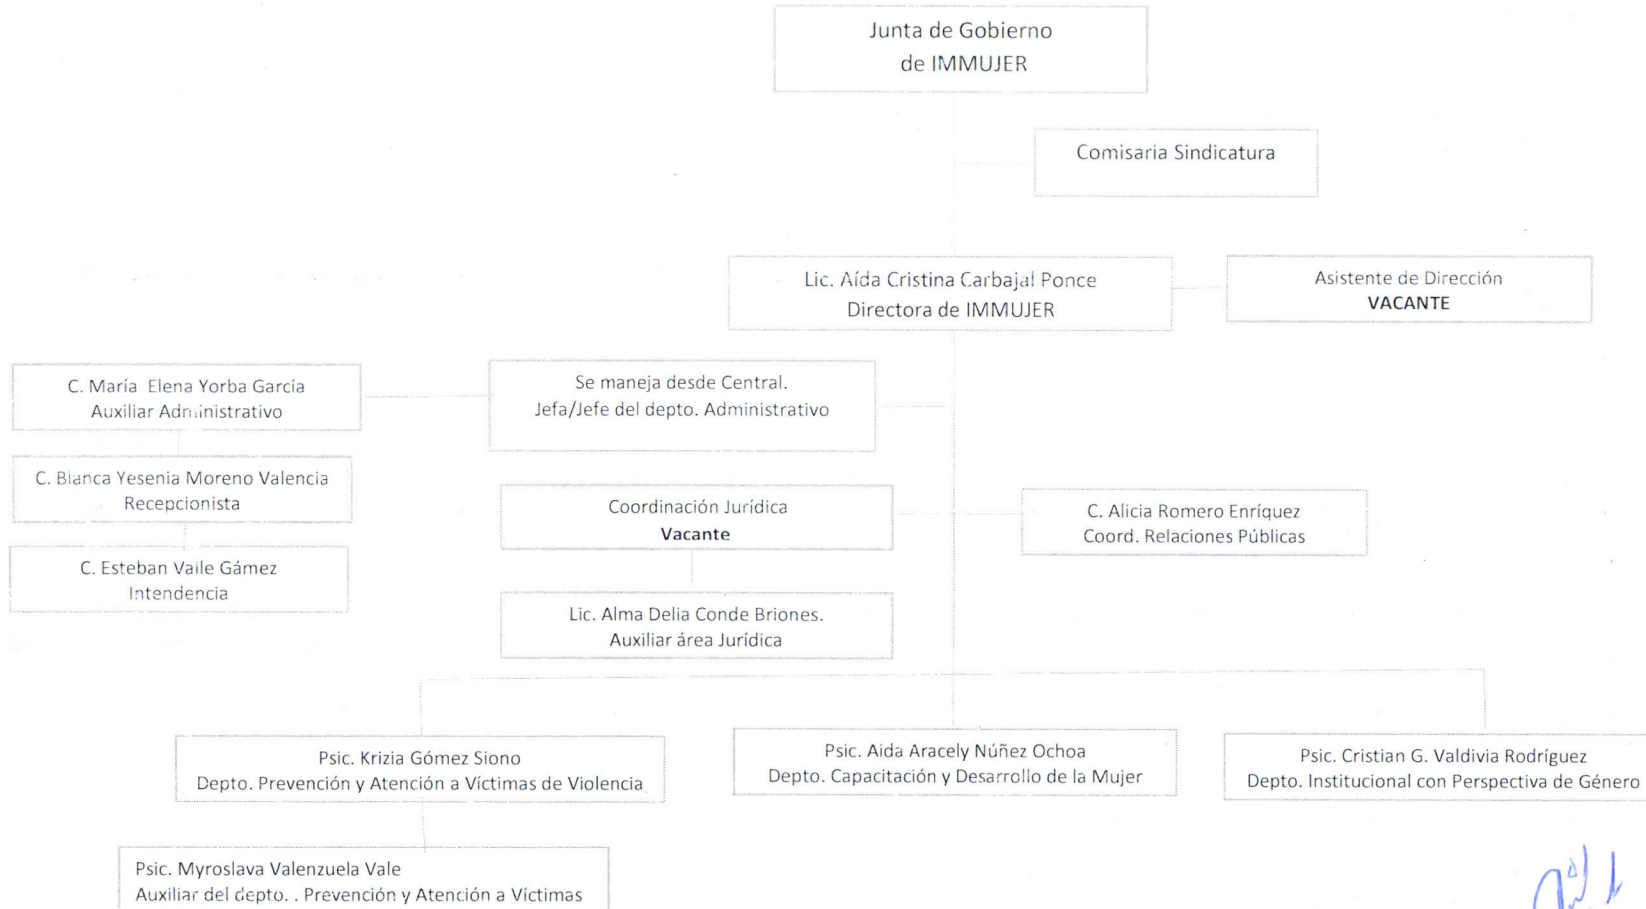 Junta de Gobierno
de IMMUJER
Comisaria Sindicatura
Lic. Aída Cristina Carbajal Ponce
Directora de IMMUJER
Asistente de Dirección
VACANTE
C. María Elena Yorba García
Auxiliar Administrativo
Se maneja desde Central.
Jefa/Jefe del depto. Administrativo
C. Blanca Yesenia Moreno Valencia
Recepcionista
Coordinación Jurídica
Vacante
C. Alicia Romero Enríquez
Coord. Relaciones Públicas
C. Esteban Valle Gámez
Intendencia
Lic. Alma Delia Conde Briones.
Auxiliar área Jurídica
Psic. Krizia Gómez Siono
Depto. Prevención y Atención a Víctimas de Violencia
Psic. Aida Aracely Núñez Ochoa
Depto. Capacitación y Desarrollo de la Mujer
Psic. Cristian G. Valdivia Rodríguez
Depto. Institucional con Perspectiva de Género
Psic. Myroslava Valenzuela Vale
Auxiliar del depto. . Prevención y Atención a Víctimas